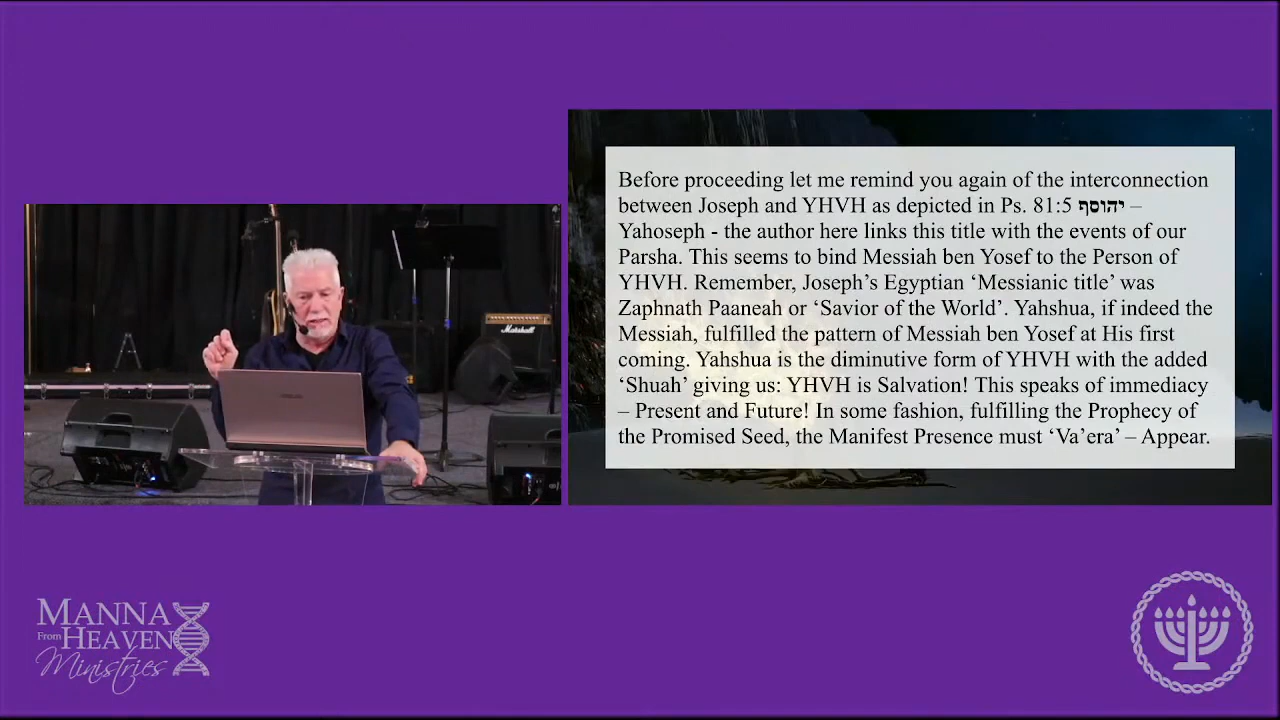 Before proceeding let me remind you again of the interconnection
between Joseph and YHVH as depicted in Ps. 81:5 יהוסף –
Yahoseph - the author here links this title with the events of our
Parsha. This seems to bind Messiah ben Yosef to the Person of
YHVH. Remember, Joseph’s Egyptian ‘Messianic title’ was
Zaphnath Paaneah or ‘Savior of the World’. Yahshua, if indeed the
Messiah, fulfilled the pattern of Messiah ben Yosef at His first
coming. Yahshua is the diminutive form of YHVH with the added
‘Shuah’ giving us: YHVH is Salvation! This speaks of immediacy
– Present and Future! In some fashion, fulfilling the Prophecy of
the Promised Seed, the Manifest Presence must ‘Va’era’ – Appear.
Marshall
MANNA
From HEAVEN
Ministries